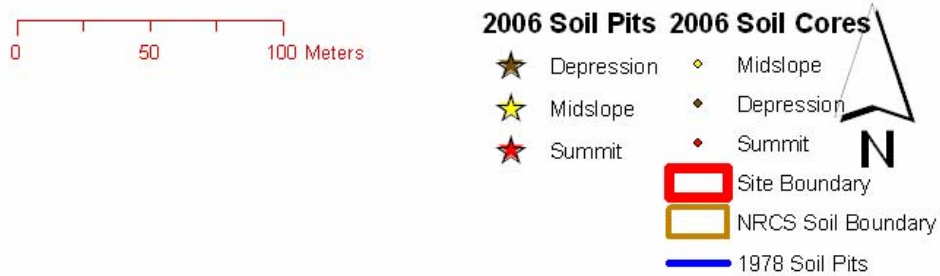 0 50 100 Meters
2006 Soil Pits 2006 Soil Cores
Depression Midslope
Midslope Depression
Summit Summit
Site Boundary
NRCS Soil Boundary
1978 Soil Pits
N